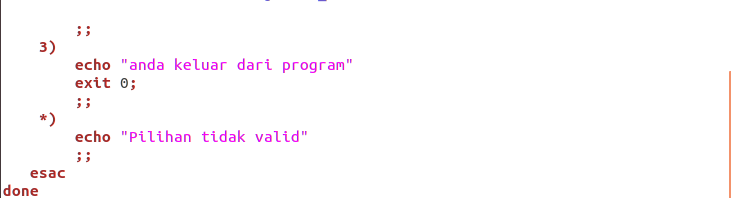 ;;
3)
echo "anda keluar dari program"
exit 0;
;;
*)
echo "Pilihan tidak valid"
;;
esac
done